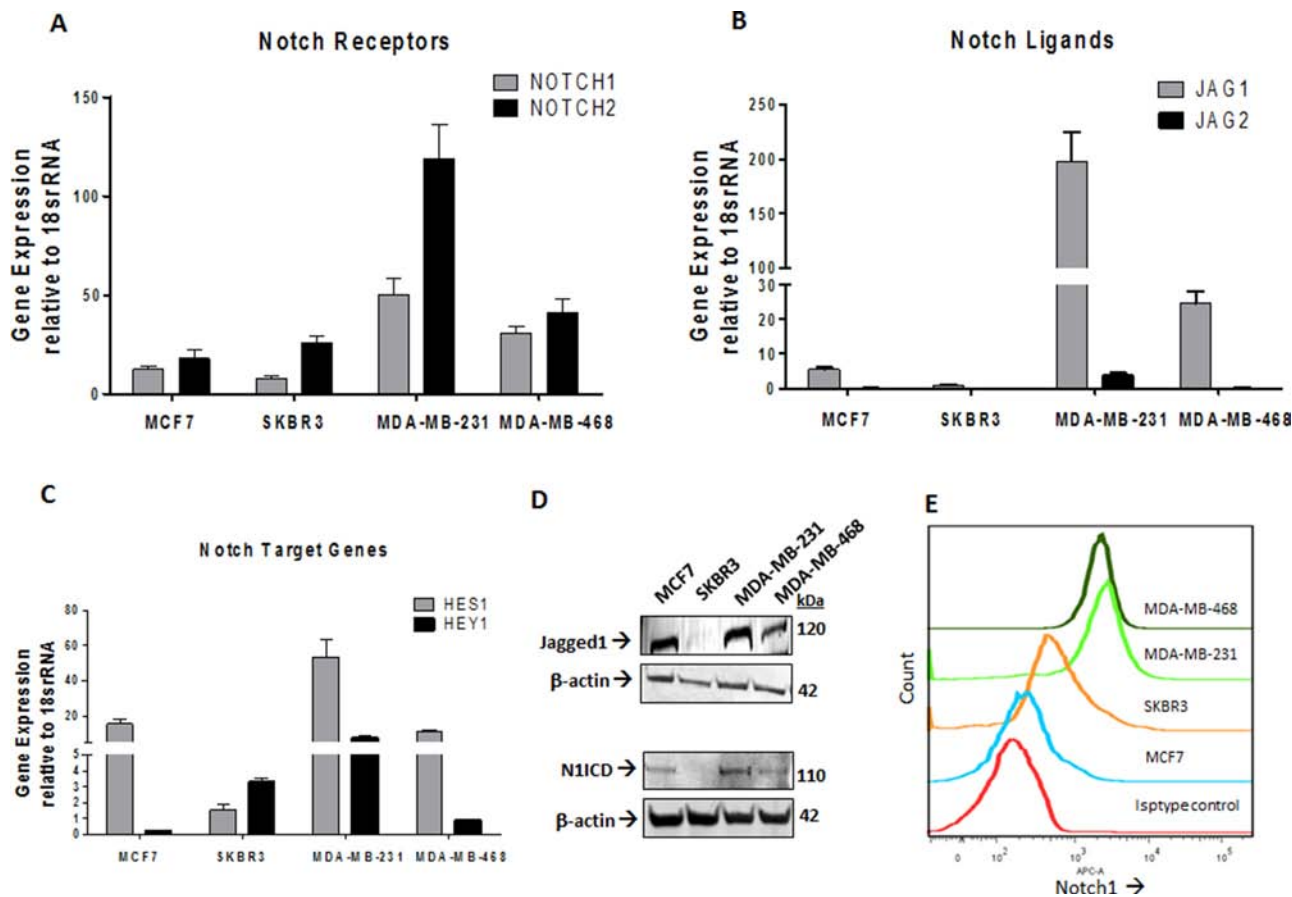 A
Notch Receptors
NOTCH1
NOTCH2
Gene Expression
relative to 18srRNA
150
100
50
0
MCF7 SKBR3 MDA-MB-231 MDA-MB-468
B
Notch Ligands
JAG1
JAG2
Gene Expression
relative to 18srRNA
250
200
150
100
30
20
10
0
MCF7 SKBR3 MDA-MB-231 MDA-MB-468
C
Notch Target Genes
HES1
HEY1
Gene Expression
relative to 18srRNA
80
60
40
20
5
4
3
2
1
0
MCF7 SKBR3 MDA-MB-231 MDA-MB-468
D
MCF7
SKBR3
MDA-MB-231
MDA-MB-468
kDa
Jagged1→ 120
β-actin→ 42
N1ICD→ 110
β-actin→ 42
E
Count
MDA-MB-468
MDA-MB-231
SKBR3
MCF7
Isptypecontrol
0 10² 10³ 10⁴ 10⁵
APC-A
Notch1 →